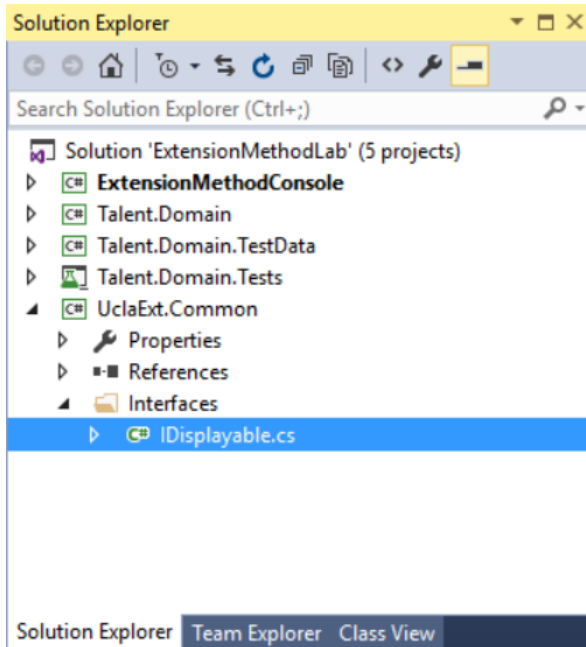 Solution Explorer
Search Solution Explorer (Ctrl+;)
Solution 'ExtensionMethodLab' (5 projects)
C# ExtensionMethodConsole
C# Talent.Domain
C# Talent.Domain.TestData
Talent.Domain.Tests
C# UclaExt.Common
Properties
References
Interfaces
C# IDisplayable.cs
Solution Explorer Team Explorer Class View